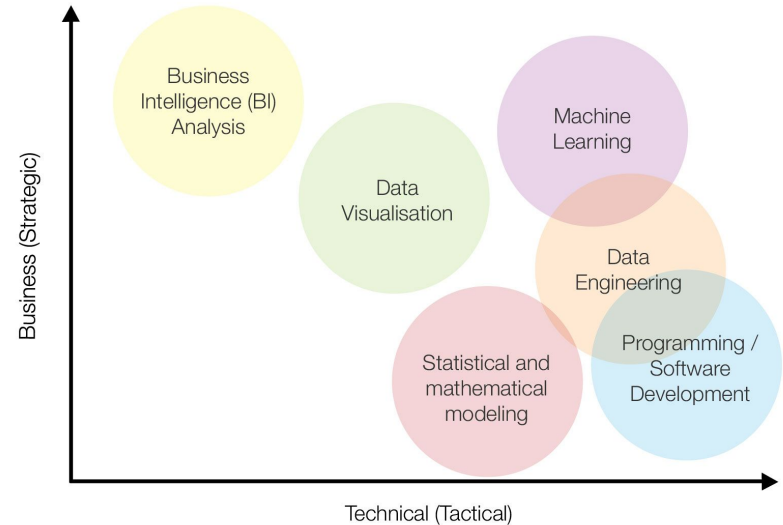 Business
Intelligence (BI)
Analysis
Machine
Learning
Data
Visualisation
Data
Engineering
Programming /
Software
Development
Statistical and
mathematical
modeling
Business (Strategic)
Technical (Tactical)